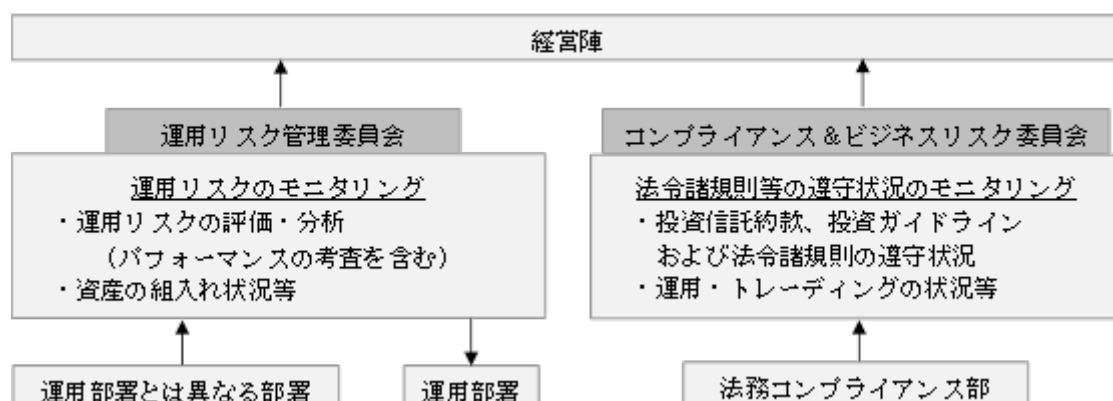 経営陣
運用リスク管理委員会
運用リスクのモニタリング
・運用リスクの評価・分析
（パフォーマンスの考査を含む）
・資産の組入れ状況等
コンプライアンス＆ビジネスリスク委員会
法令諸規則等の遵守状況のモニタリング
・投資信託約款、投資ガイドライン
および法令諸規則の遵守状況
・運用・トレーディングの状況等
運用部署とは異なる部署
運用部署
法務コンプライアンス部